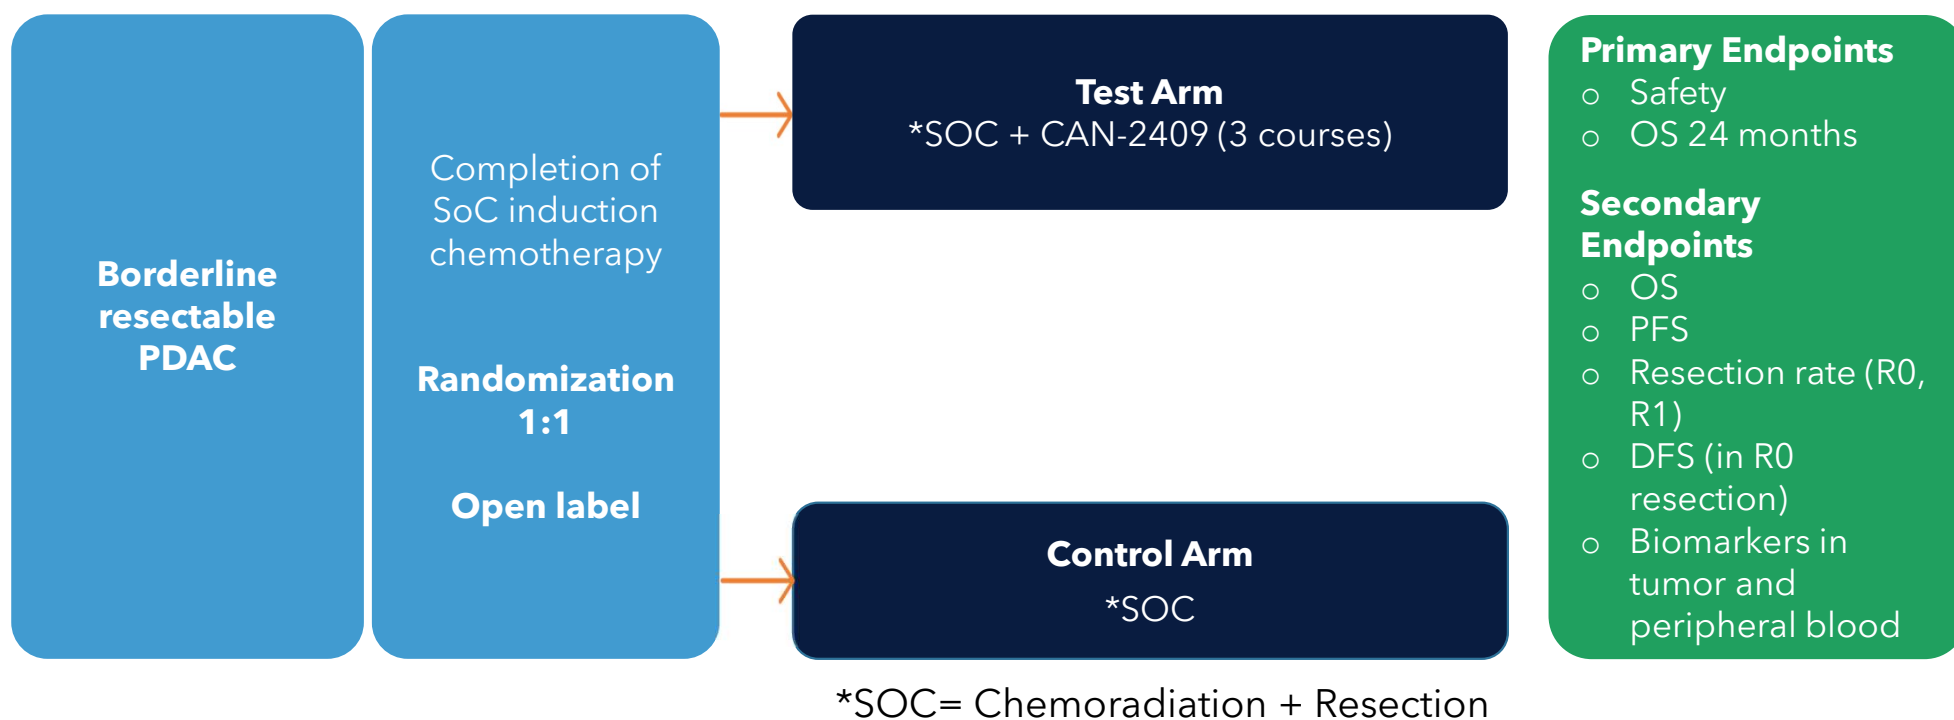 Borderline
resectable
PDAC
Completion of
SoC induction
chemotherapy
Randomization
1:1
Open label
Test Arm
*SOC + CAN-2409 (3 courses)
Control Arm
*SOC
*SOC= Chemoradiation + Resection
Primary Endpoints
o Safety
o OS 24 months
Secondary
Endpoints
o OS
o PFS
o Resection rate (R0,
R1)
o DFS (in R0
resection)
o Biomarkers in
tumor and
peripheral blood